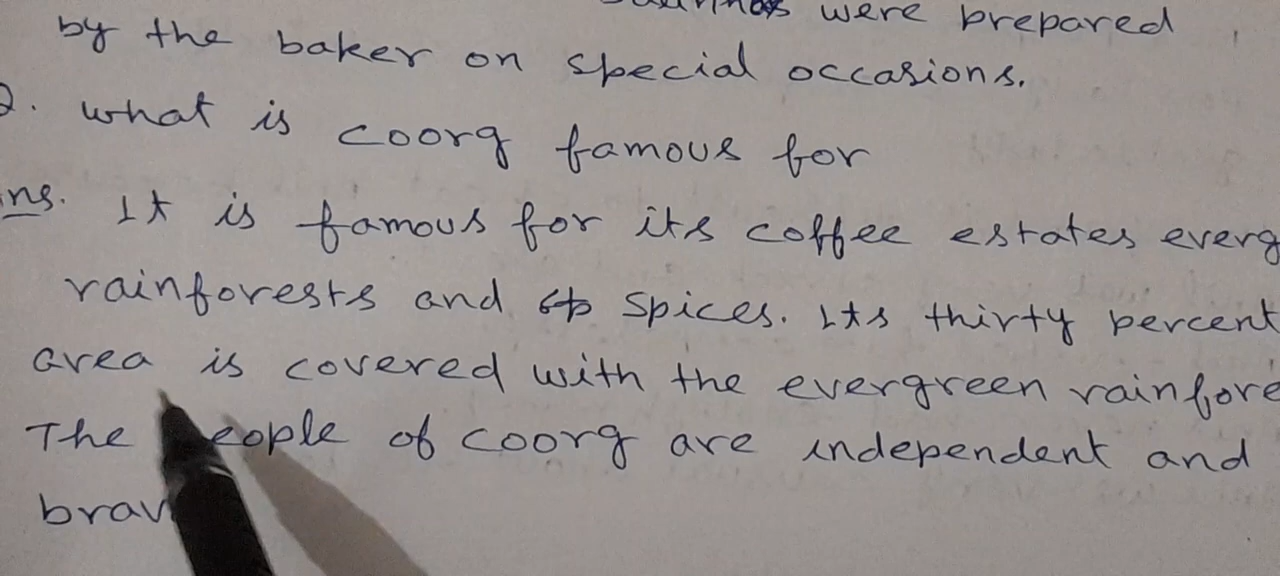 were prepared
by the baker on special occasions.
2. what is coorg famous for
ns. It is famous for its coffee estates everg
rainforests and spices. Its thirty percent
area is covered with the evergreen rainfore
The people of coorg are independent and
brav